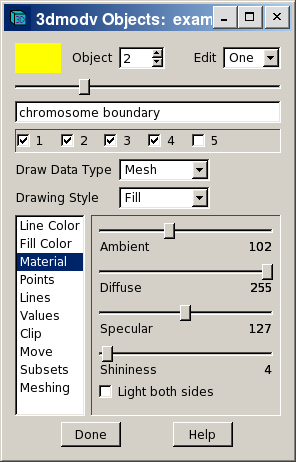 3dmodv Objects: exam
Object 2 Edit One
chromosome boundary
1 2 3 4 5
Draw Data Type Mesh
Drawing Style Fill
Line Color
Fill Color
Material
Points
Lines
Values
Clip
Move
Subsets
Meshing
Ambient 102
Diffuse 255
Specular 127
Shininess 4
Light both sides
Done Help